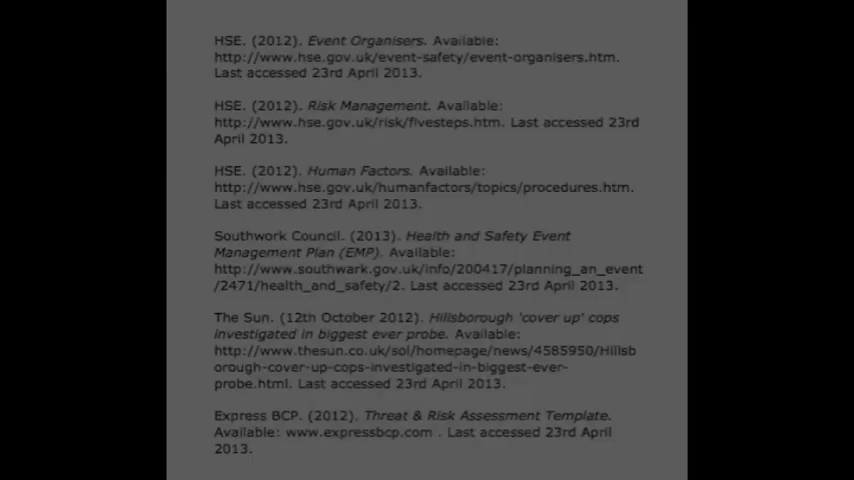 HSE. (2012). Event Organisers. Available:
http://www.hse.gov.uk/event-safety/event-organisers.htm.
Last accessed 23rd April 2013.
HSE. (2012). Risk Management. Available:
http://www.hse.gov.uk/risk/fivesteps.htm. Last accessed 23rd
April 2013.
HSE. (2012). Human Factors. Available:
http://www.hse.gov.uk/humanfactors/topics/procedures.htm.
Last accessed 23rd April 2013.
Southwork Council. (2013). Health and Safety Event
Management Plan (EMP). Available:
http://www.southwark.gov.uk/info/200417/planning_an_event
/2471/health_and_safety/2. Last accessed 23rd April 2013.
The Sun. (12th October 2012). Hillsborough 'cover up' cops
investigated in biggest ever probe. Available:
http://www.thesun.co.uk/sol/homepage/news/4585950/Hillsb
orough-cover-up-cops-investigated-in-biggest-ever-
probe.html. Last accessed 23rd April 2013.
Express BCP. (2012). Threat & Risk Assessment Template.
Available: www.expressbcp.com . Last accessed 23rd April
2013.